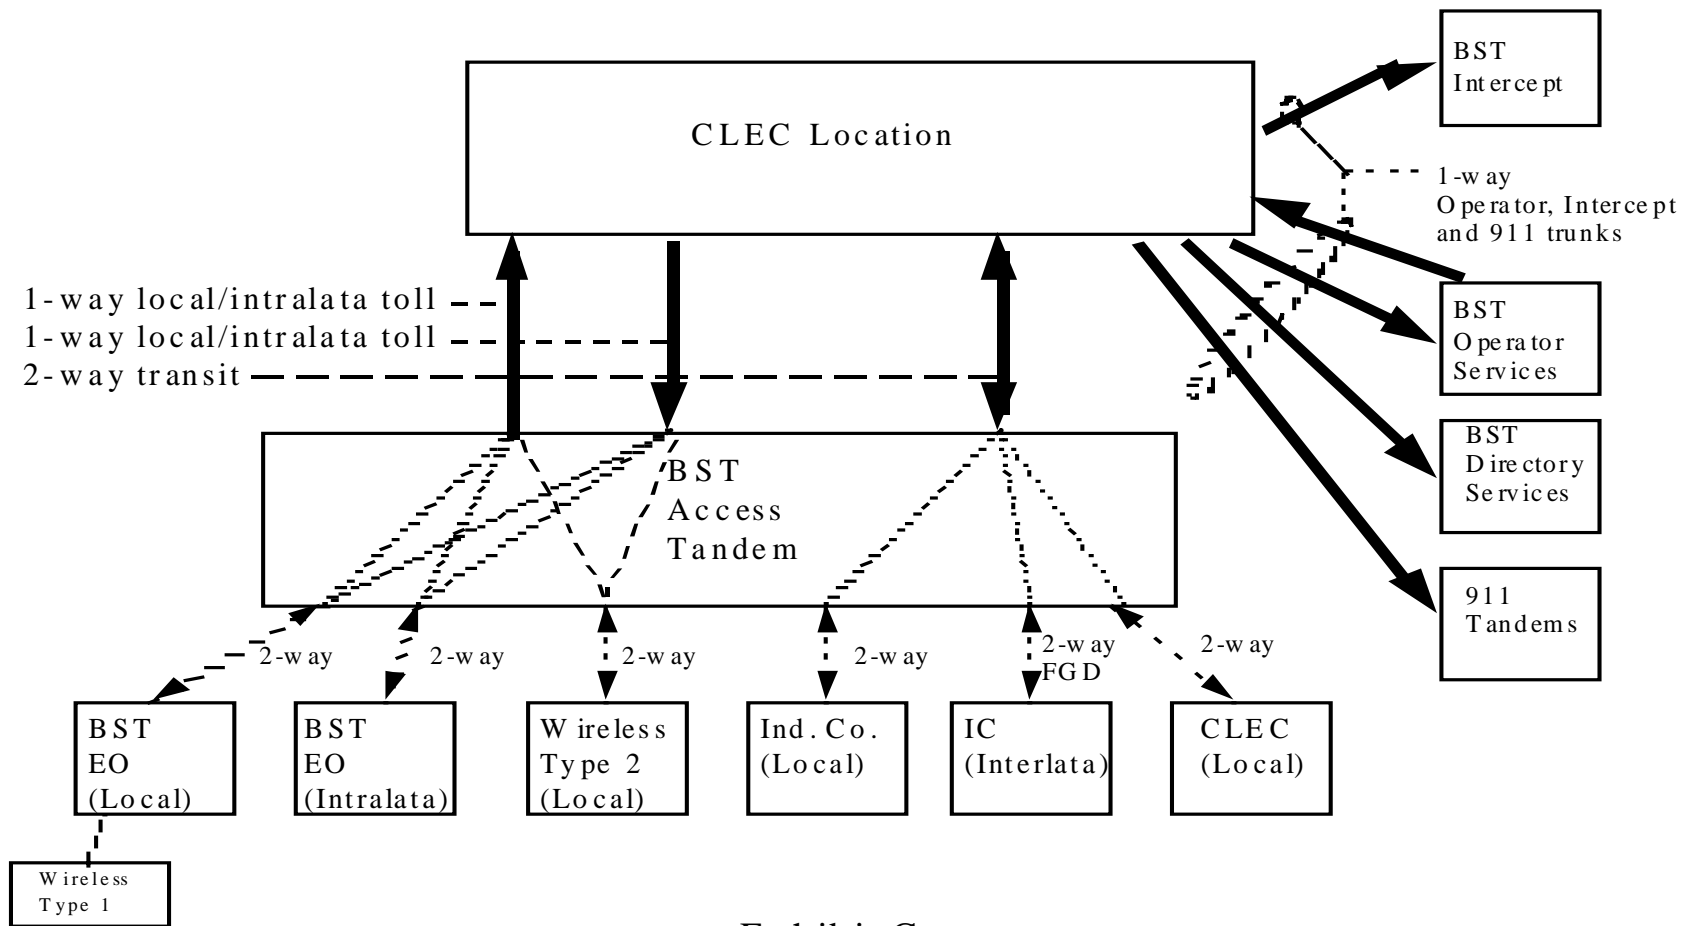 BST
Intercept
CLEC Location
1-way
Operator, Intercept
and 911 trunks
1-way local/intralata toll
1-way local/intralata toll
2-way transit
BST
Operator
Services
BST
Directory
Services
BST
Access
Tandem
911
Tandems
2-way
2-way
2-way
2-way
2-way
FGD
2-way
BST
EO
(Local)
BST
EO
(Intralata)
Wireless
Type 2
(Local)
Ind.Co.
(Local)
IC
(Interlata)
CLEC
(Local)
Wireless
Type 1